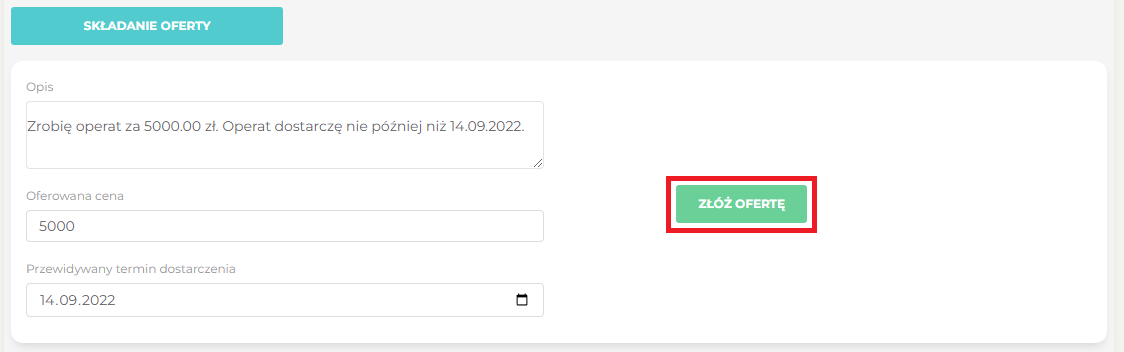 SKŁADANIE OFERTY
Opis
Zrobię operat za 5000.00 zł. Operat dostarczę nie później niż 14.09.2022.
Oferowana cena
5000
ZŁÓŻ OFERTĘ
Przewidywany termin dostarczenia
14.09.2022